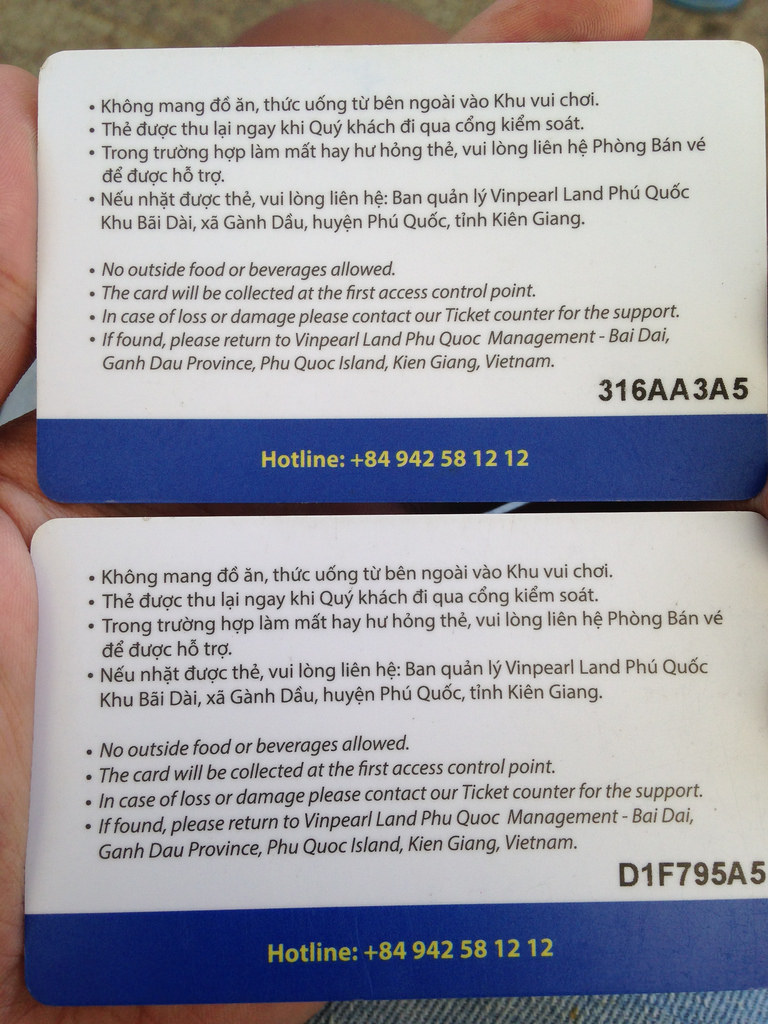 • Không mang đồ ăn, thức uống từ bên ngoài vào Khu vui chơi.
• Thẻ được thu lại ngay khi Quý khách đi qua cổng kiểm soát.
• Trong trường hợp làm mất hay hư hỏng thẻ, vui lòng liên hệ Phòng Bán vé
để được hỗ trợ.
• Nếu nhặt được thẻ, vui lòng liên hệ: Ban quản lý Vinpearl Land Phú Quốc
Khu Bãi Dài, xã Gành Dầu, huyện Phú Quốc, tỉnh Kiên Giang.
• No outside food or beverages allowed.
• The card will be collected at the first access control point.
• In case of loss or damage please contact our Ticket counter for the support.
• If found, please return to Vinpearl Land Phu Quoc Management - Bai Dai,
Ganh Dau Province, Phu Quoc Island, Kien Giang, Vietnam.
316AA3A5
Hotline: +84 942 58 12 12
• Không mang đồ ăn, thức uống từ bên ngoài vào Khu vui chơi.
• Thẻ được thu lại ngay khi Quý khách đi qua cổng kiểm soát.
• Trong trường hợp làm mất hay hư hỏng thẻ, vui lòng liên hệ Phòng Bán vé
để được hỗ trợ.
• Nếu nhặt được thẻ, vui lòng liên hệ: Ban quản lý Vinpearl Land Phú Quốc
Khu Bãi Dài, xã Gành Dầu, huyện Phú Quốc, tỉnh Kiên Giang.
• No outside food or beverages allowed.
• The card will be collected at the first access control point.
• In case of loss or damage please contact our Ticket counter for the support.
• If found, please return to Vinpearl Land Phu Quoc Management - Bai Dai,
Ganh Dau Province, Phu Quoc Island, Kien Giang, Vietnam.
D1F795A5
Hotline: +84 942 58 12 12